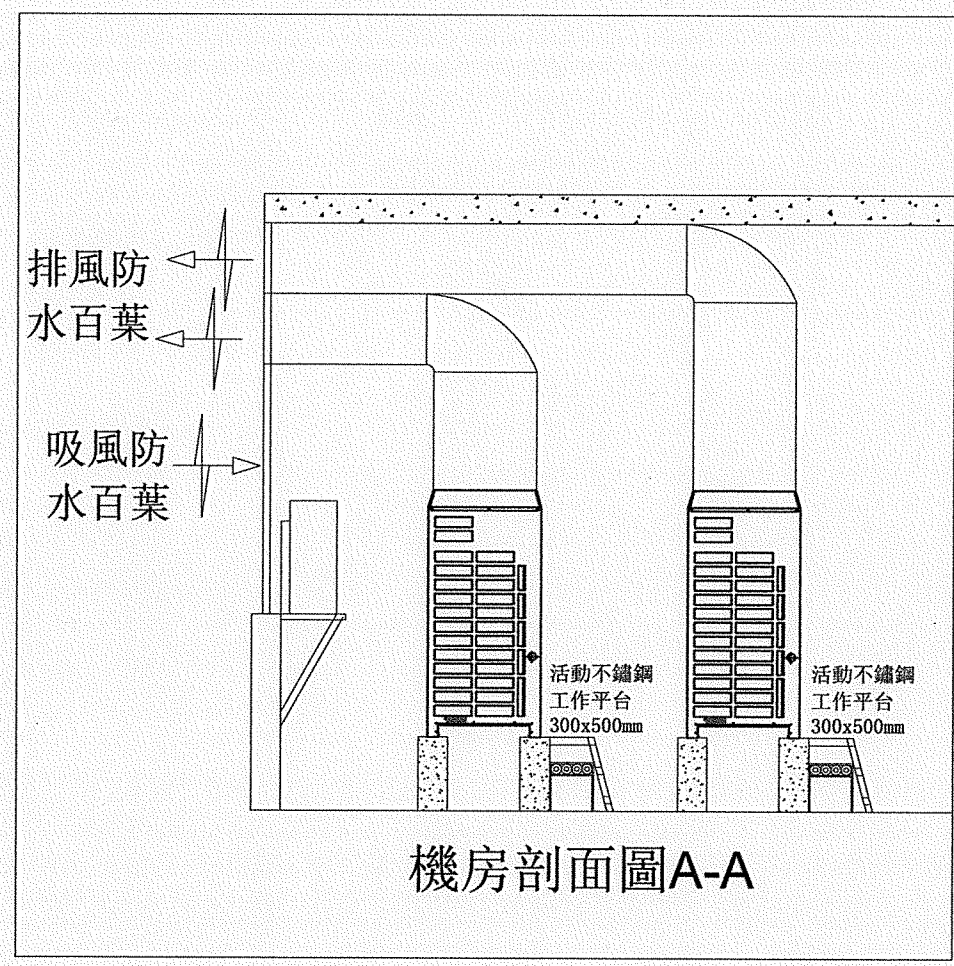 排風防
水百葉
吸風防
水百葉
活動不鏽鋼
工作平台
300x500mm
活動不鏽鋼
工作平台
300x500mm
機房剖面圖A-A